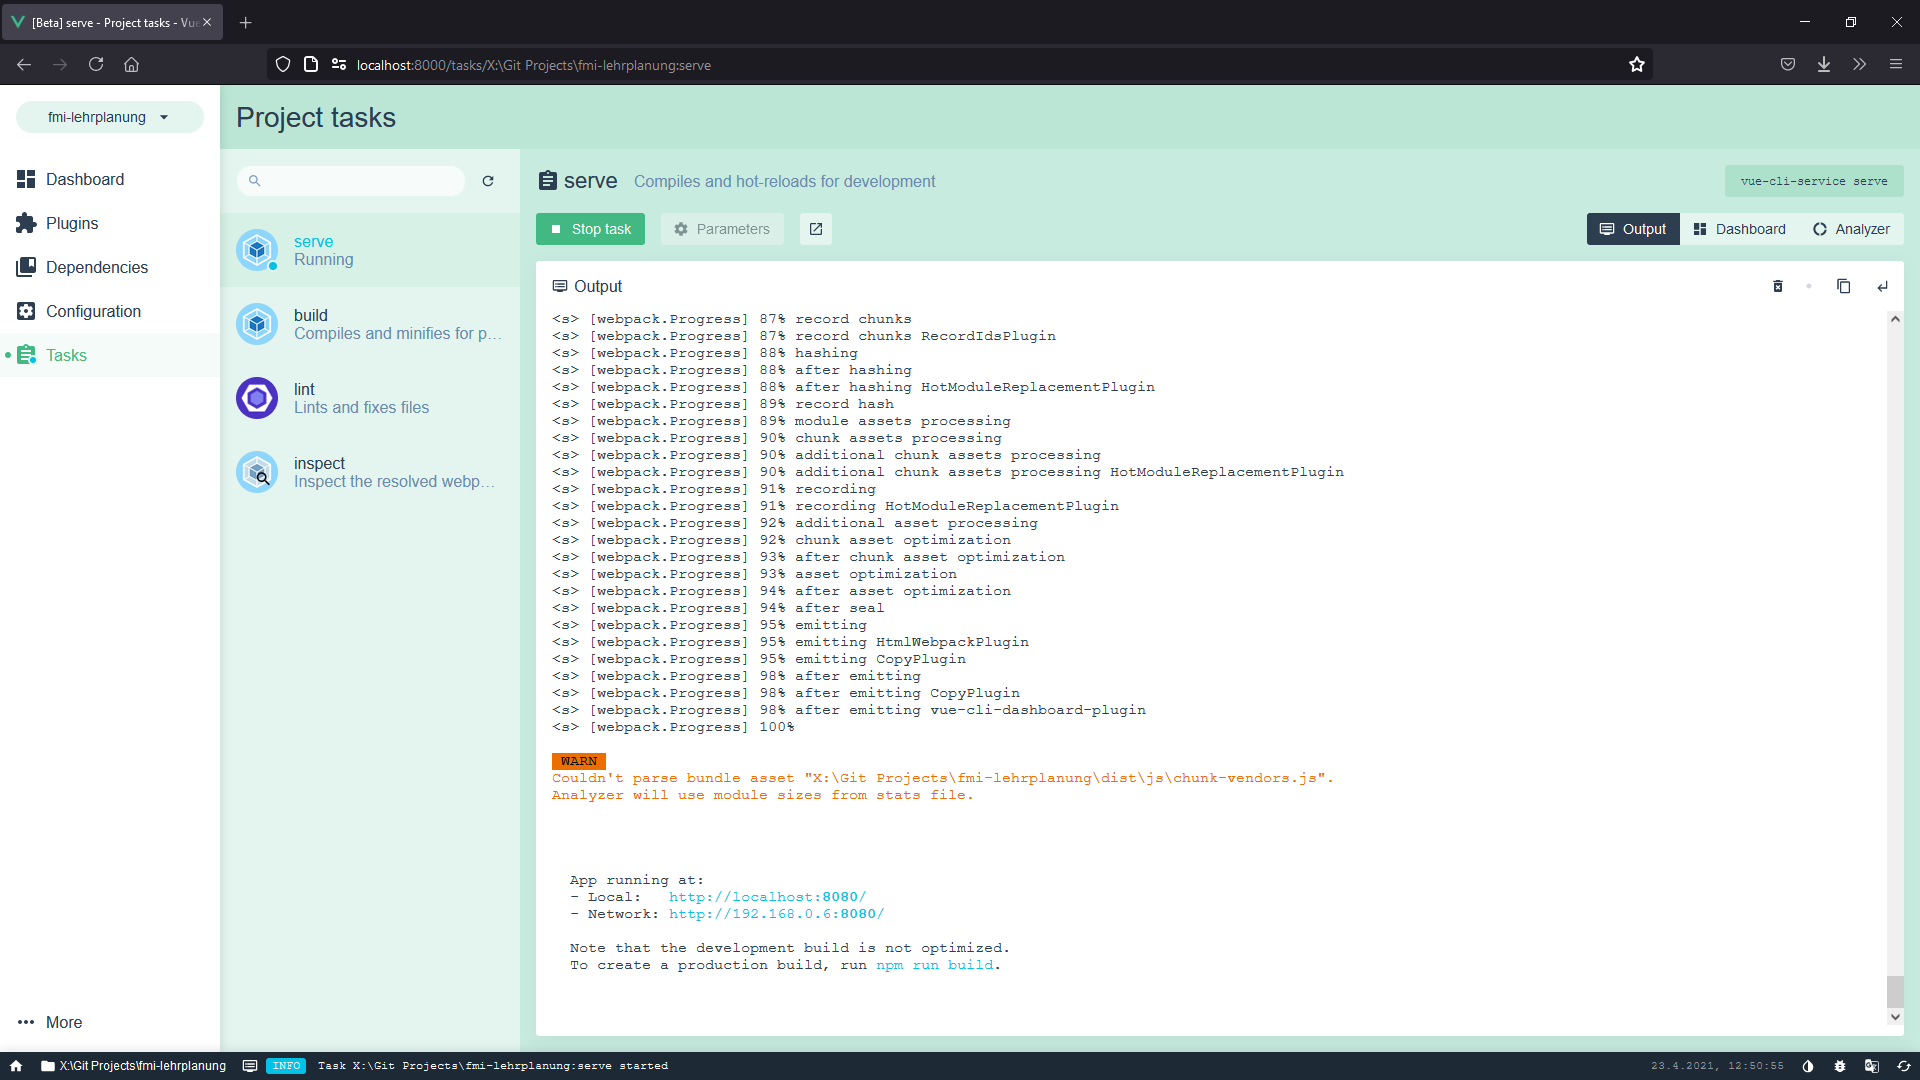 [Beta] serve - Project tasks - Vue
localhost:8000/tasks/X:\Git Projects\fmi-lehrplanung:serve
fmi-lehrplanung
Project tasks
Dashboard
Plugins
Dependencies
Configuration
Tasks
More
serve
Running
build
Compiles and minifies for p...
lint
Lints and fixes files
inspect
Inspect the resolved webp...
serve Compiles and hot-reloads for development
vue-cli-service serve
Stop task
Parameters
Output
Dashboard
Analyzer
Output
<s> [webpack.Progress] 87% record chunks
<s> [webpack.Progress] 87% record chunks RecordIdsPlugin
<s> [webpack.Progress] 88% hashing
<s> [webpack.Progress] 88% after hashing
<s> [webpack.Progress] 88% after hashing HotModuleReplacementPlugin
<s> [webpack.Progress] 89% record hash
<s> [webpack.Progress] 89% module assets processing
<s> [webpack.Progress] 90% chunk assets processing
<s> [webpack.Progress] 90% additional chunk assets processing
<s> [webpack.Progress] 90% additional chunk assets processing HotModuleReplacementPlugin
<s> [webpack.Progress] 91% recording
<s> [webpack.Progress] 91% recording HotModuleReplacementPlugin
<s> [webpack.Progress] 92% additional asset processing
<s> [webpack.Progress] 92% chunk asset optimization
<s> [webpack.Progress] 93% after chunk asset optimization
<s> [webpack.Progress] 93% asset optimization
<s> [webpack.Progress] 94% after asset optimization
<s> [webpack.Progress] 94% after seal
<s> [webpack.Progress] 95% emitting
<s> [webpack.Progress] 95% emitting HtmlWebpackPlugin
<s> [webpack.Progress] 95% emitting CopyPlugin
<s> [webpack.Progress] 98% after emitting
<s> [webpack.Progress] 98% after emitting CopyPlugin
<s> [webpack.Progress] 98% after emitting vue-cli-dashboard-plugin
<s> [webpack.Progress] 100%
WARN
Couldn't parse bundle asset "X:\Git Projects\fmi-lehrplanung\dist\js\chunk-vendors.js".
Analyzer will use module sizes from stats file.
App running at:
- Local: http://localhost:8080/
- Network: http://192.168.0.6:8080/
Note that the development build is not optimized.
To create a production build, run npm run build.
X:\Git Projects\fmi-lehrplanung
INFO Task X:\Git Projects\fmi-lehrplanung:serve started
23.4.2021, 12:50:55